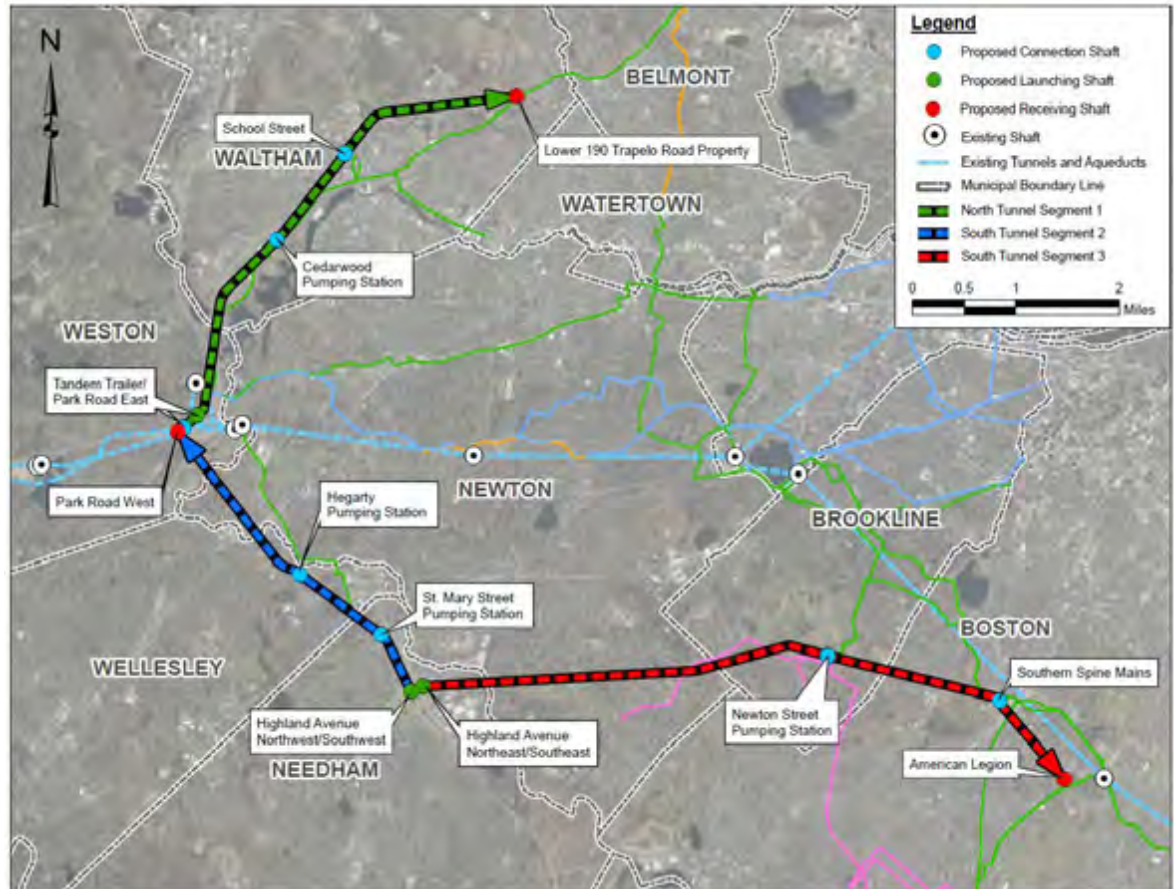 N
Legend
Proposed Connection Shaft
Proposed Launching Shaft
Proposed Receiving Shaft
Existing Shaft
Existing Tunnels and Aqueducts
Municipal Boundary Line
North Tunnel Segment 1
South Tunnel Segment 2
South Tunnel Segment 3
0 0.5 1 2
Miles
BELMONT
School Street
WALTHAM
Lower 190 Trapelo Road Property
WATERTOWN
Cedarwood
Pumping Station
WESTON
Tandem Trailer/
Park Road East
Park Road West
NEWTON
Hegarty
Pumping Station
BROOKLINE
St. Mary Street
Pumping Station
BOSTON
WELLESLEY
Southern Spine Mains
Highland Avenue
Northwest/Southwest
Highland Avenue
Northeast/Southeast
Newton Street
Pumping Station
NEEDHAM
American Legion